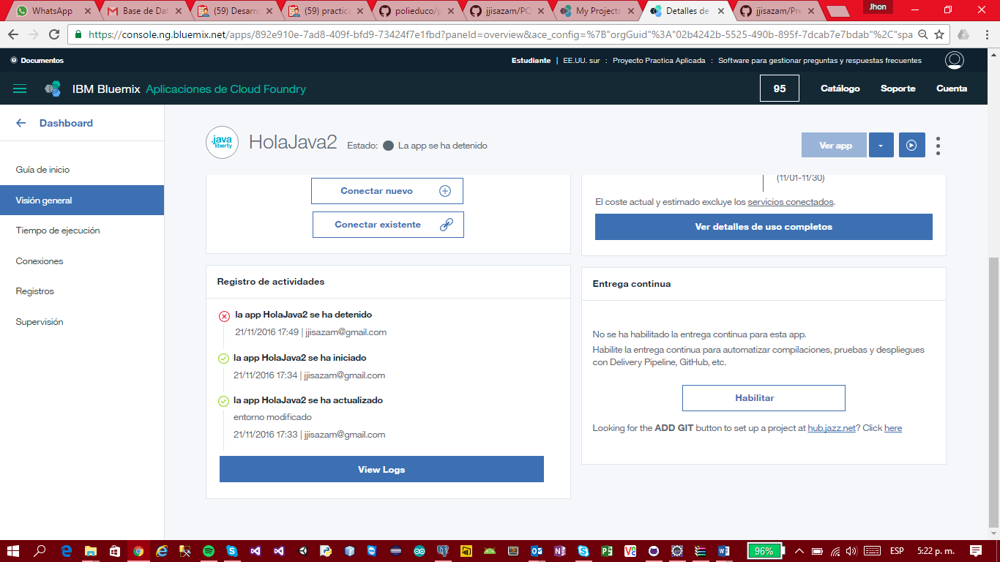 WhatsApp
Base de Dat
(59) Desarro
(59) practica
polieduco/p
jjisazam/PC
My Projects
Detalles de
jjisazam/Pre
Jhon
https://console.ng.bluemix.net/apps/892e910e-7ad8-409f-bfd9-73424f7e1fbd?paneId=overview&ace_config=%7B"orgGuid"%3A"02b4242b-5525-490b-895f-7dcab7e7bdab"%2C"spa
Documentos
Estudiante | EE.UU. sur : Proyecto Practica Aplicada : Software para gestionar preguntas y respuestas frecuentes
IBM Bluemix Aplicaciones de Cloud Foundry
95
Catálogo
Soporte
Cuenta
Dashboard
Guía de inicio
Visión general
Tiempo de ejecución
Conexiones
Registros
Supervisión
java
liberty
HolaJava2
Estado: La app se ha detenido
Ver app
Conectar nuevo
Conectar existente
(11/01-11/30)
El coste actual y estimado excluye los servicios conectados.
Ver detalles de uso completos
Registro de actividades
la app HolaJava2 se ha detenido
21/11/2016 17:49 | jjisazam@gmail.com
la app HolaJava2 se ha iniciado
21/11/2016 17:34 | jjisazam@gmail.com
la app HolaJava2 se ha actualizado
entorno modificado
21/11/2016 17:33 | jjisazam@gmail.com
View Logs
Entrega continua
No se ha habilitado la entrega continua para esta app.
Habilite la entrega continua para automatizar compilaciones, pruebas y despliegues
con Delivery Pipeline, GitHub, etc.
Habilitar
Looking for the ADD GIT button to set up a project at hub.jazz.net? Click here
96%
ESP
5:22 p. m.